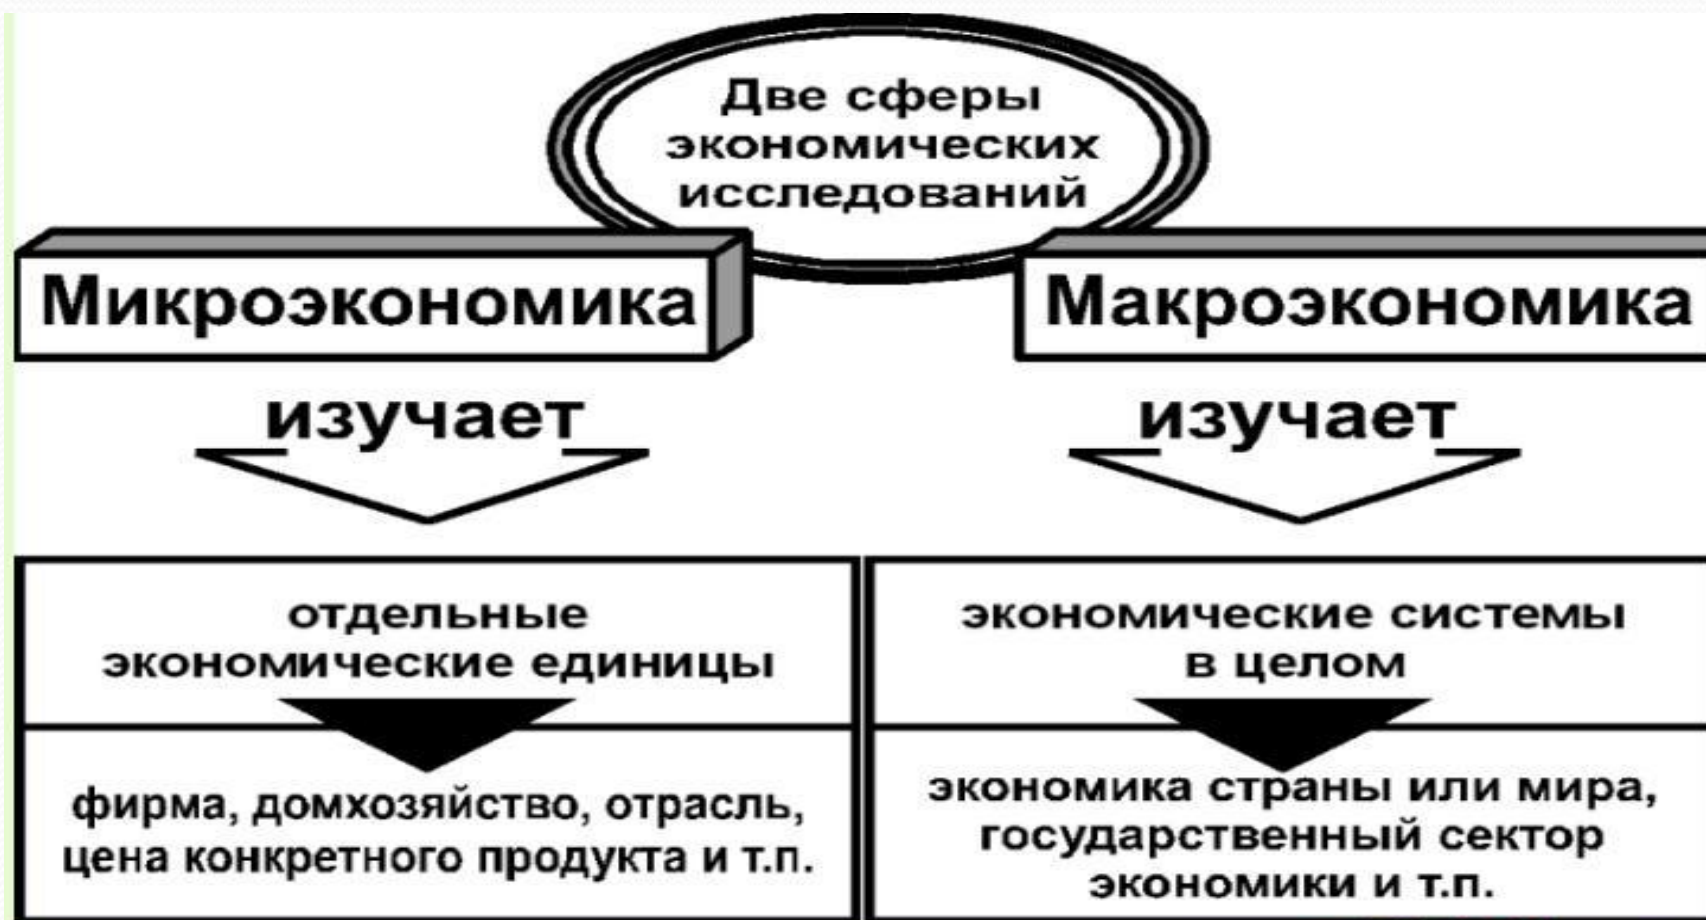 Две сферы
экономических
исследований
Микроэкономика
изучает
отдельные
экономические единицы
фирма, домхозяйство, отрасль,
цена конкретного продукта и т.п.
Макроэкономика
изучает
экономические системы
в целом
экономика страны или мира,
государственный сектор
экономики и т.п.